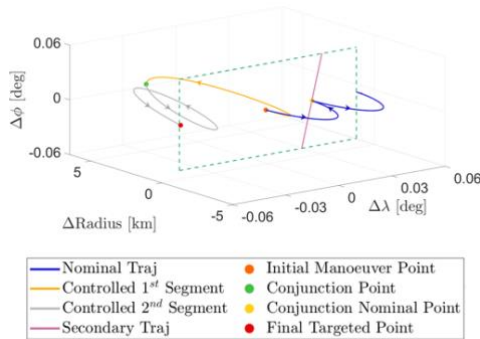 0.06
0
-0.06
Δϕ [deg]
5
0
-5
ΔRadius [km]
-0.06
-0.03
0
0.03
0.06
Δλ [deg]
Nominal Traj
Controlled 1st Segment
Controlled 2nd Segment
Secondary Traj
Initial Manoeuver Point
Conjunction Point
Conjunction Nominal Point
Final Targeted Point